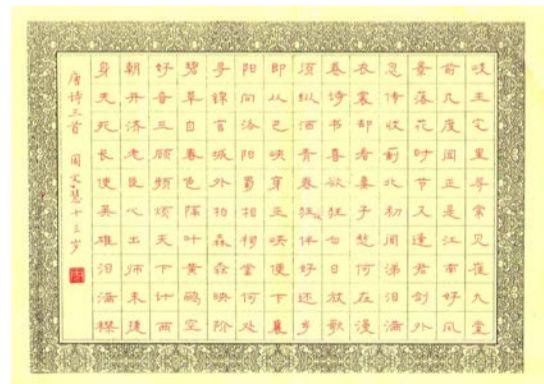 岐王宅里寻常见崔九堂
前几度闻正是江南好风
景落花时节又逢君剑外
忽传收蓟北初闻涕泪满
衣裳却看妻子愁何在漫
卷诗书喜欲狂白日放歌
须纵酒青春狂伴好还乡
即从巴峡穿巫峡便下襄
阳向洛阳蜀相祠堂何处
寻锦官城外柏森森映阶
碧草自春色隔叶黄鹂空
好音三顾频烦天下计两
朝开济老臣心出师未捷
身先死长使英雄泪满襟
唐诗三首 周 慧十三岁